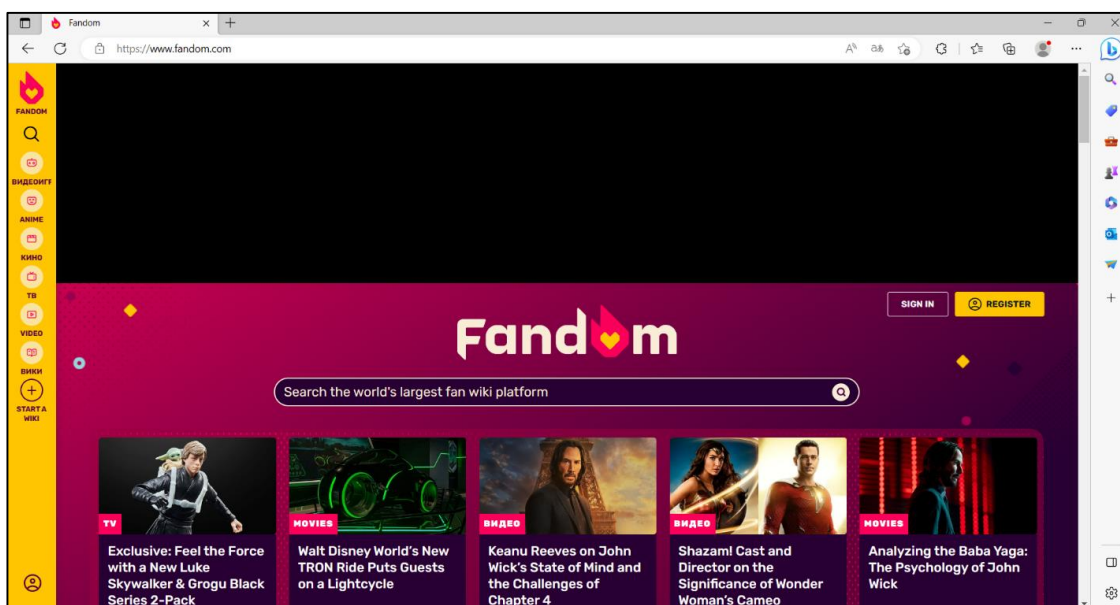 Fandom
https://www.fandom.com
FANDOM
ВИДЕОИГР
ANIME
КИНО
ТВ
VIDEO
ВИКИ
START A
WIKI
SIGN IN
REGISTER
Fandom
Search the world's largest fan wiki platform
TV
Exclusive: Feel the Force
with a New Luke
Skywalker & Grogu Black
Series 2-Pack
MOVIES
Walt Disney World's New
TRON Ride Puts Guests
on a Lightcycle
ВИДЕО
Keanu Reeves on John
Wick's State of Mind and
the Challenges of
Chapter 4
ВИДЕО
Shazam! Cast and
Director on the
Significance of Wonder
Woman's Cameo
MOVIES
Analyzing the Baba Yaga:
The Psychology of John
Wick